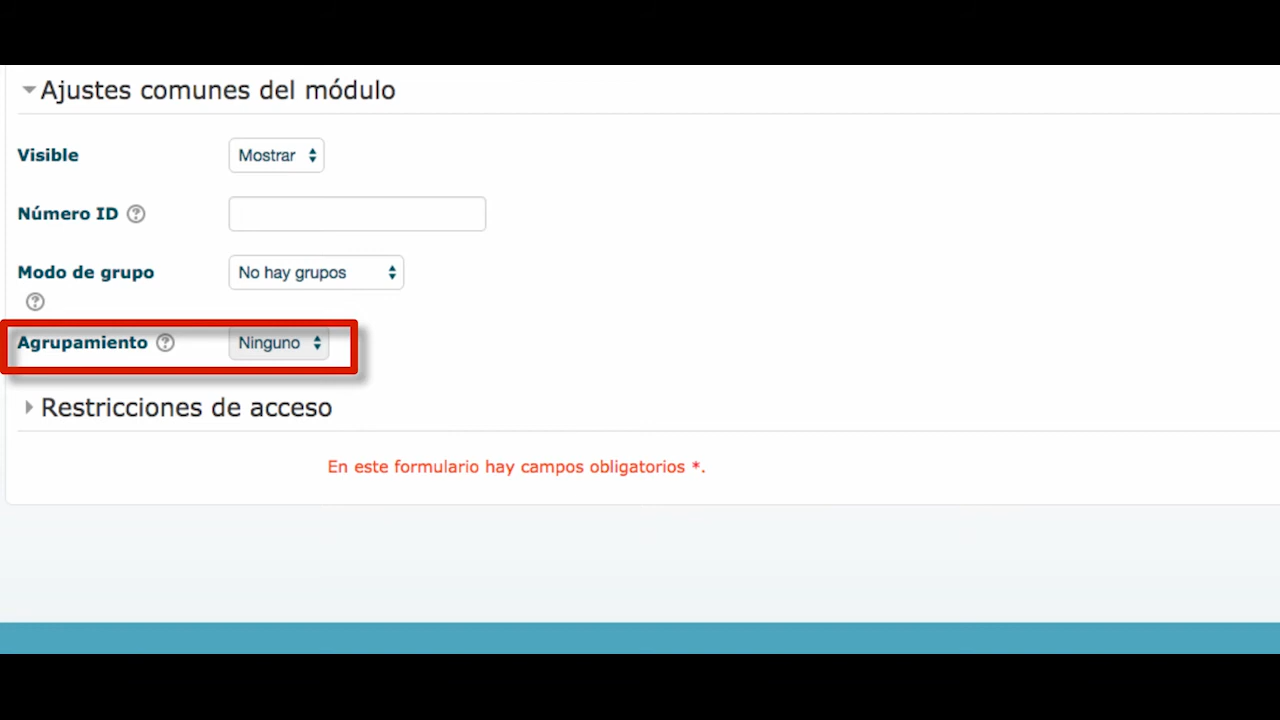 Ajustes comunes del módulo
Visible Mostrar
Número ID
Modo de grupo No hay grupos
Agrupamiento Ninguno
Restricciones de acceso
En este formulario hay campos obligatorios *.